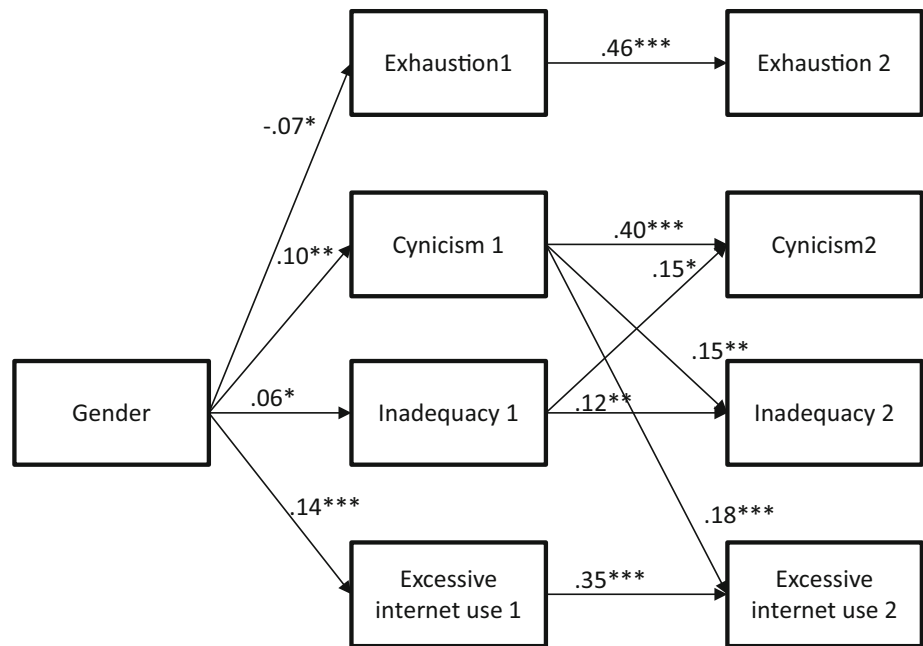 Exhaustion1
.46***
Exhaustion 2
-.07*
Cynicism 1
.40***
Cynicism2
.10**
.15*
.15**
Gender
.06*
Inadequacy 1
.12**
Inadequacy 2
.14***
.18***
Excessive
internet use 1
.35***
Excessive
internet use 2